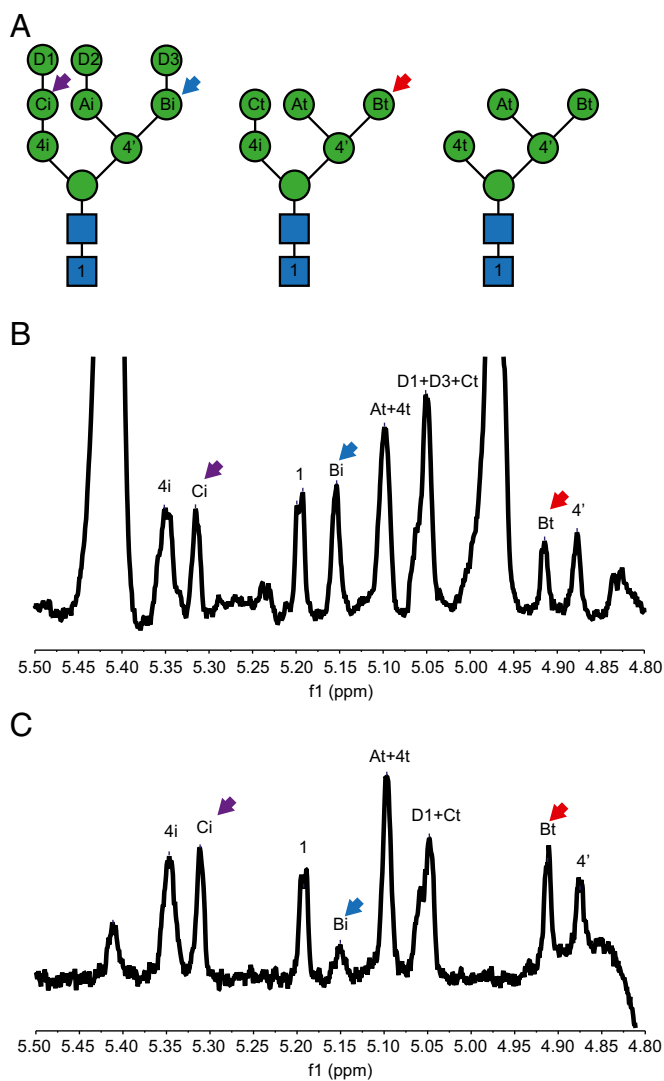 A
D1 D2 D3
Ci Ai Bi Ct At Bt At Bt
4i 4' 4i 4' 4t 4'
1 1 1
B
D1+D3+Ct
At+4t
4i Ci 1 Bi Bt 4'
5.50 5.45 5.40 5.35 5.30 5.25 5.20 5.15 5.10 5.05 5.00 4.95 4.90 4.85 4.80
f1 (ppm)
C
At+4t
D1+Ct
4i Ci 1 Bi Bt 4'
5.50 5.45 5.40 5.35 5.30 5.25 5.20 5.15 5.10 5.05 5.00 4.95 4.90 4.85 4.80
f1 (ppm)